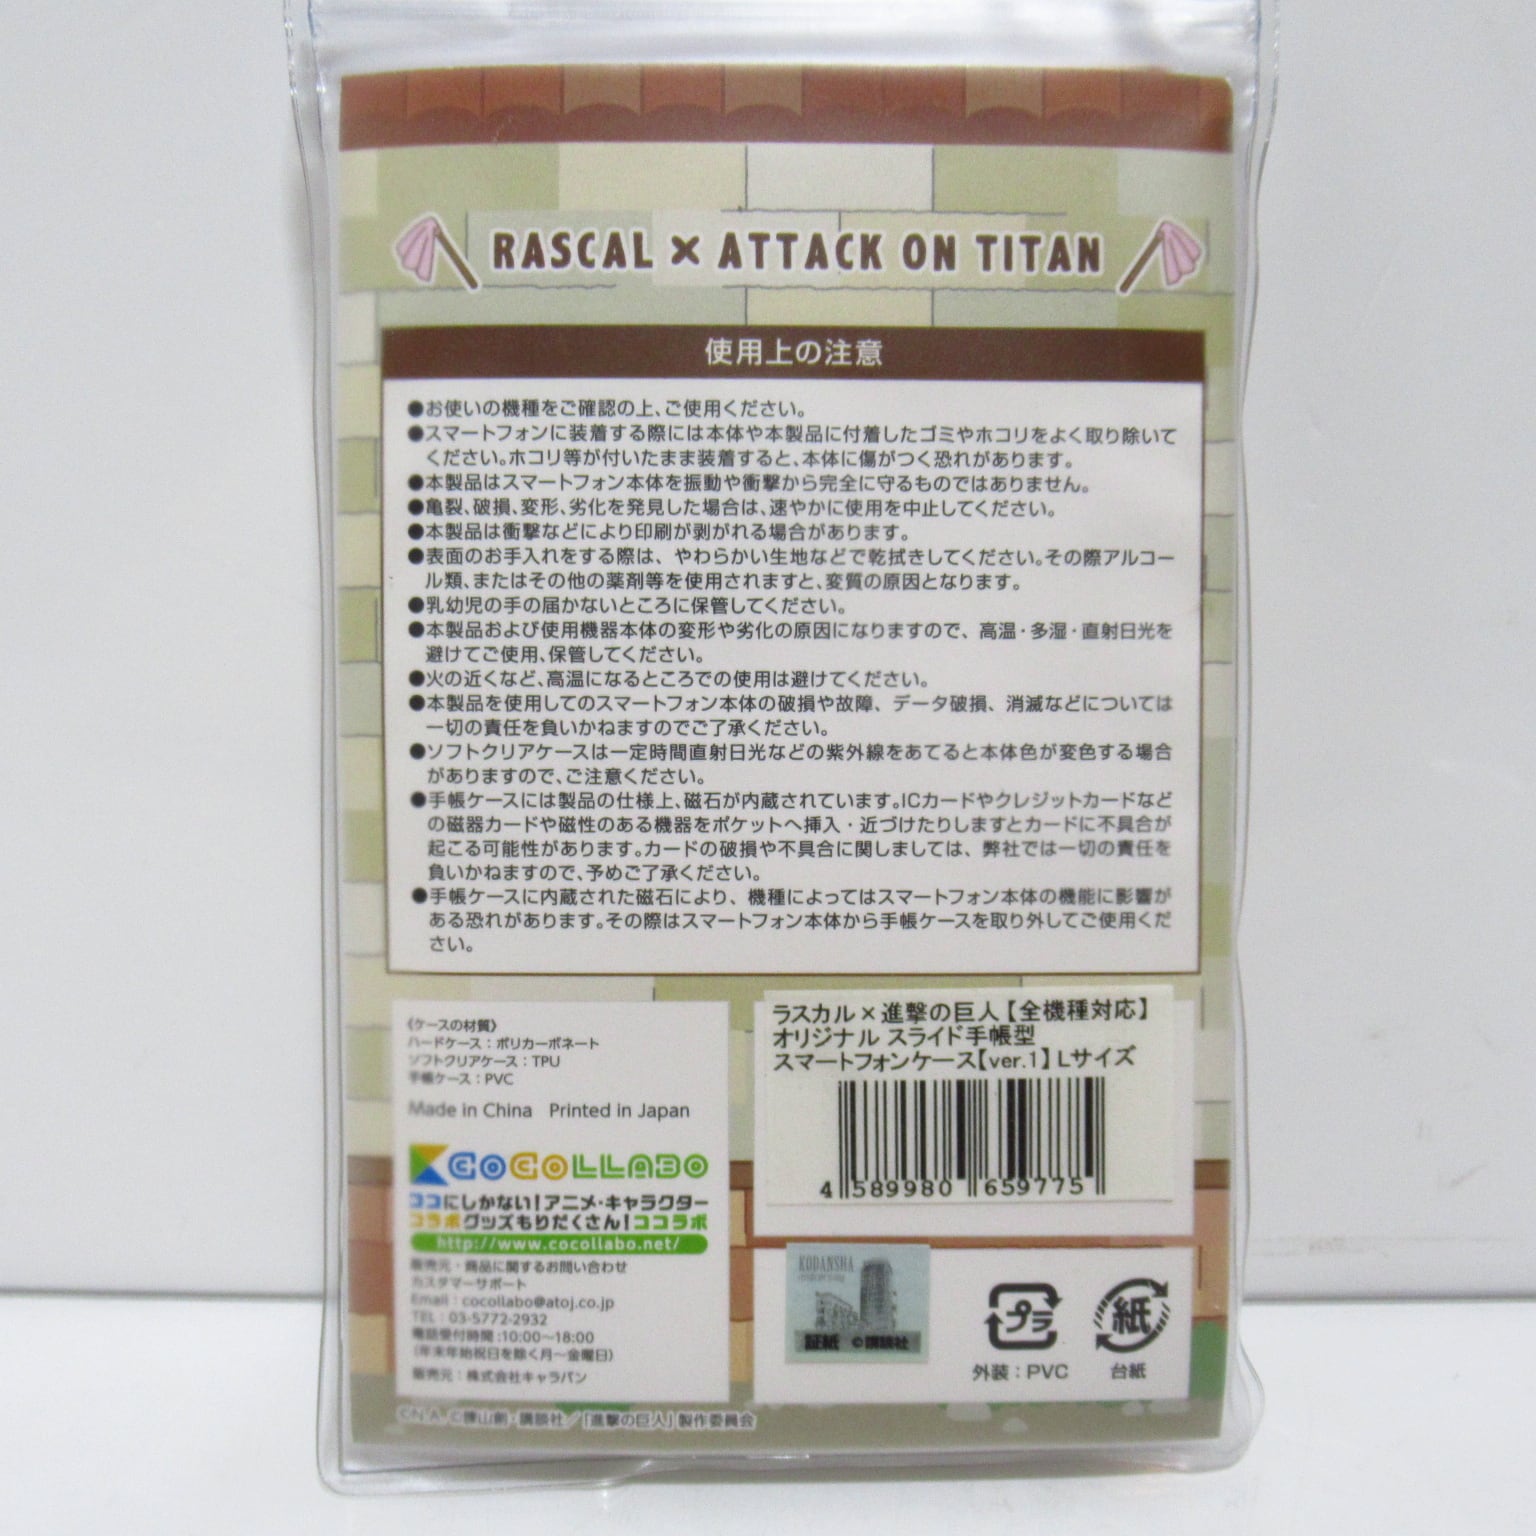 RASCAL × ATTACK ON TITAN
使用上の注意
●お使いの機種をご確認の上、ご使用ください。
●スマートフォンに装着する際には本体や本製品に付着したゴミやホコリをよく取り除いて
ください。ホコリ等が付いたまま装着すると、本体に傷がつく恐れがあります。
●本製品はスマートフォン本体を振動や衝撃から完全に守るものではありません。
●亀裂、破損、変形、劣化を発見した場合は、速やかに使用を中止してください。
●本製品は衝撃などにより印刷が剥がれる場合があります。
●表面のお手入れをする際は、やわらかい生地などで乾拭きしてください。その際アルコー
ル類、またはその他の薬剤等を使用されますと、変質の原因となります。
●乳幼児の手の届かないところに保管してください。
●本製品および使用機器本体の変形や劣化の原因になりますので、高温・多湿・直射日光を
避けてご使用、保管してください。
●火の近くなど、高温になるところでの使用は避けてください。
●本製品を使用してのスマートフォン本体の破損や故障、データ破損、消滅などについては
一切の責任を負いかねますのでご了承ください。
●ソフトクリアケースは一定時間直射日光などの紫外線をあてると本体色が変色する場合
がありますので、ご注意ください。
●手帳ケースには製品の仕様上、磁石が内蔵されています。ICカードやクレジットカードなど
の磁器カードや磁性のある機器をポケットへ挿入・近づけたりしますとカードに不具合が
起こる可能性があります。カードの破損や不具合に関しましては、弊社では一切の責任を
負いかねますので、予めご了承ください。
●手帳ケースに内蔵された磁石により、機種によってはスマートフォン本体の機能に影響が
ある恐れがあります。その際はスマートフォン本体から手帳ケースを取り外してご使用くだ
さい。
《ケースの材質》
ハードケース：ポリカーボネート
ソフトクリアケース：TPU
手帳ケース：PVC
Made in China Printed in Japan
COCOLLABO
ココにしかない！アニメ・キャラクター
コラボグッズもりだくさん！ココラボ
http://www.cocollabo.net/
販売元・商品に関するお問い合わせ
カスタマーサポート
Email：cocollabo@atoj.co.jp
TEL：03-5772-2932
電話受付時間：10:00～18:00
（年末年始祝日を除く月～金曜日）
販売元：株式会社キャラバン
ラスカル×進撃の巨人【全機種対応】
オリジナル スライド手帳型
スマートフォンケース【ver.1】Lサイズ
4 589980 659775
KODANSHA
証紙 ©講談社
プラ
紙
外装：PVC
台紙
©N.A. ©諫山創・講談社／「進撃の巨人」製作委員会